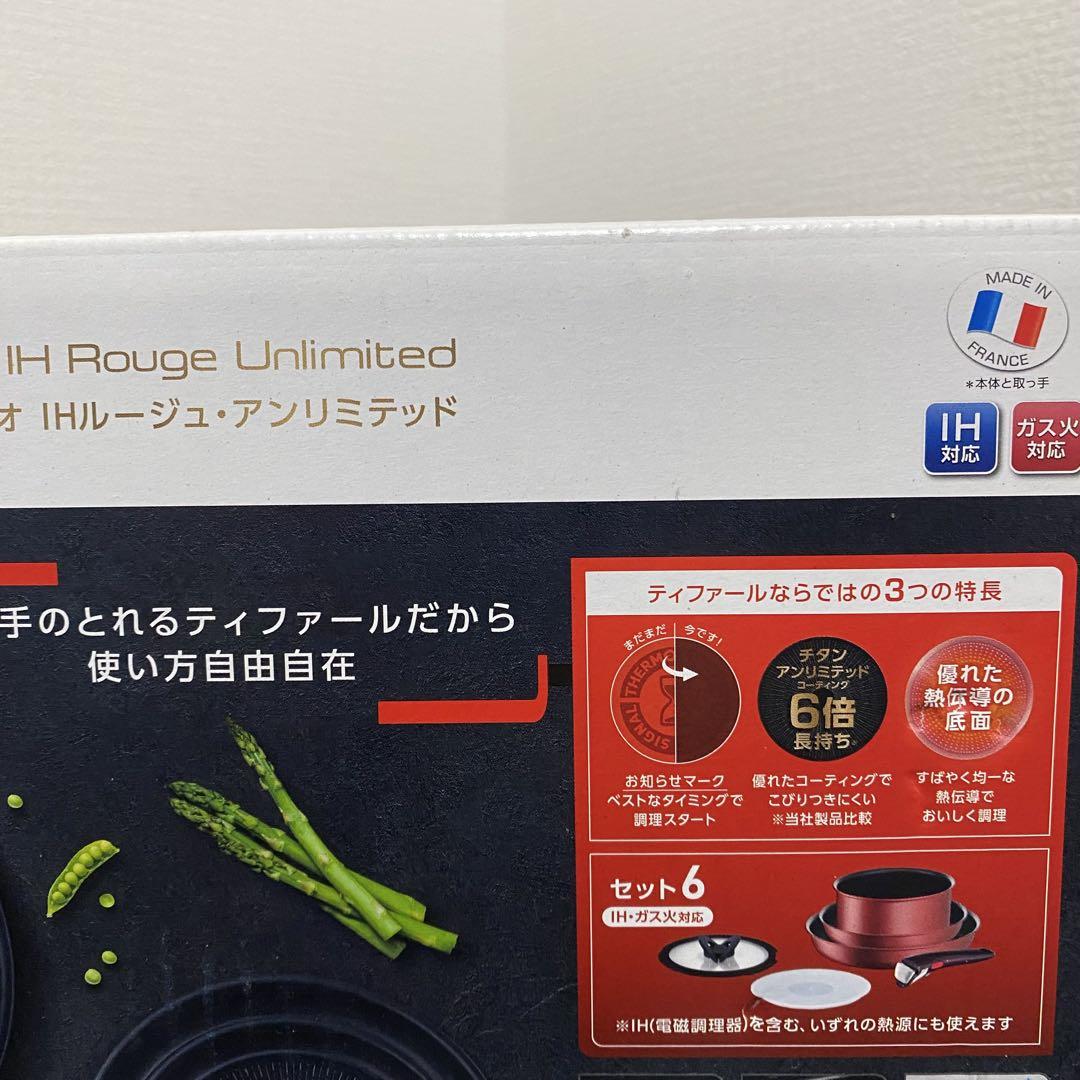 IH Rouge Unlimited
オ IHルージュ・アンリミテッド
MADE IN
FRANCE
*本体と取っ手
IH
対応
ガス火
対応
手のとれるティファールだから
使い方自由自在
ティファールならではの3つの特長
まだまだ
今です!
THERMO
SIGNAL
お知らせマーク
ベストなタイミングで
調理スタート
チタン
アンリミテッド
コーティング
6倍
長持ち※
優れたコーティングで
こびりつきにくい
※当社製品比較
優れた
熱伝導の
底面
すばやく均一な
熱伝導で
おいしく調理
セット6
IH・ガス火対応
※IH(電磁調理器)を含む、いずれの熱源にも使えます